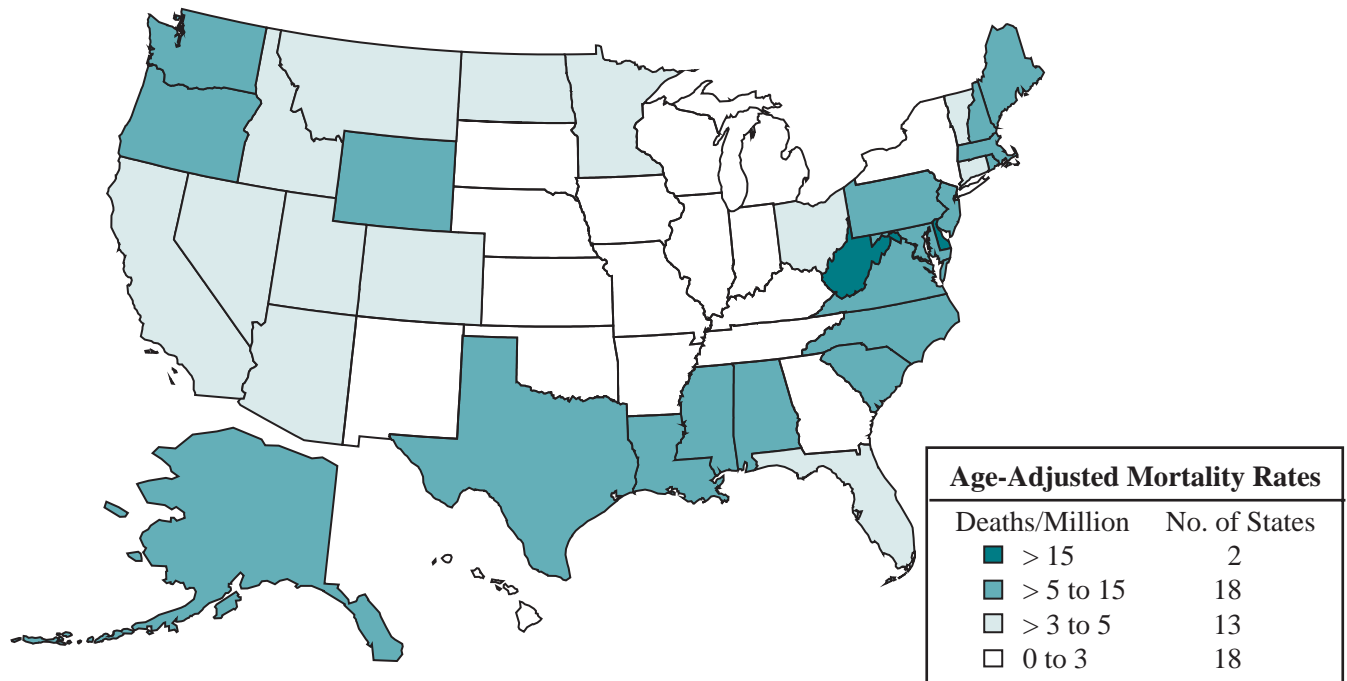 Age-Adjusted Mortality Rates
Deaths/Million No. of States
> 15 2
> 5 to 15 18
> 3 to 5 13
0 to 3 18